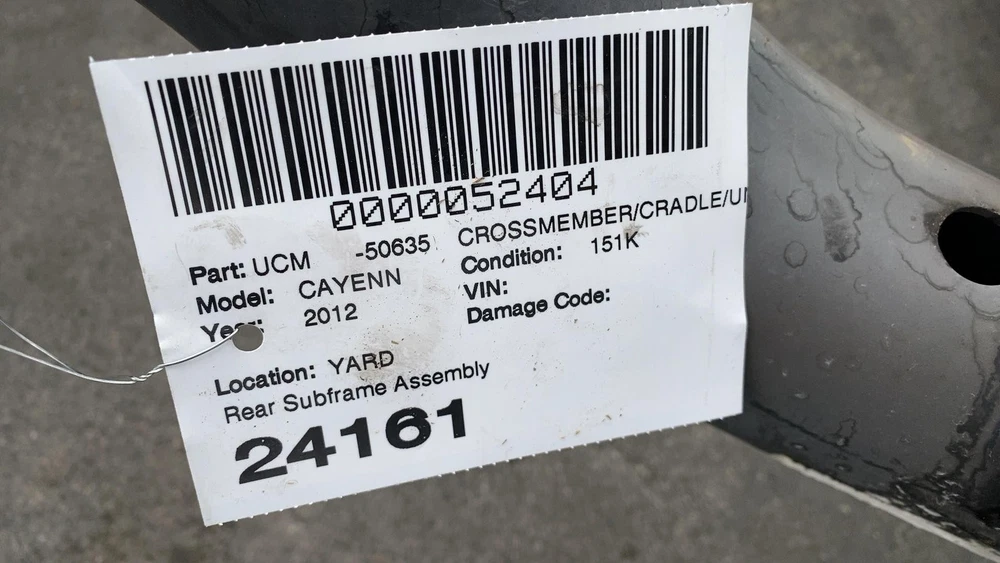 0000052404
Part: UCM -50635 CROSSMEMBER/CRADLE/U
Model: CAYENN Condition: 151K
Year: 2012 VIN:
Damage Code:
Location: YARD
Rear Subframe Assembly
24161